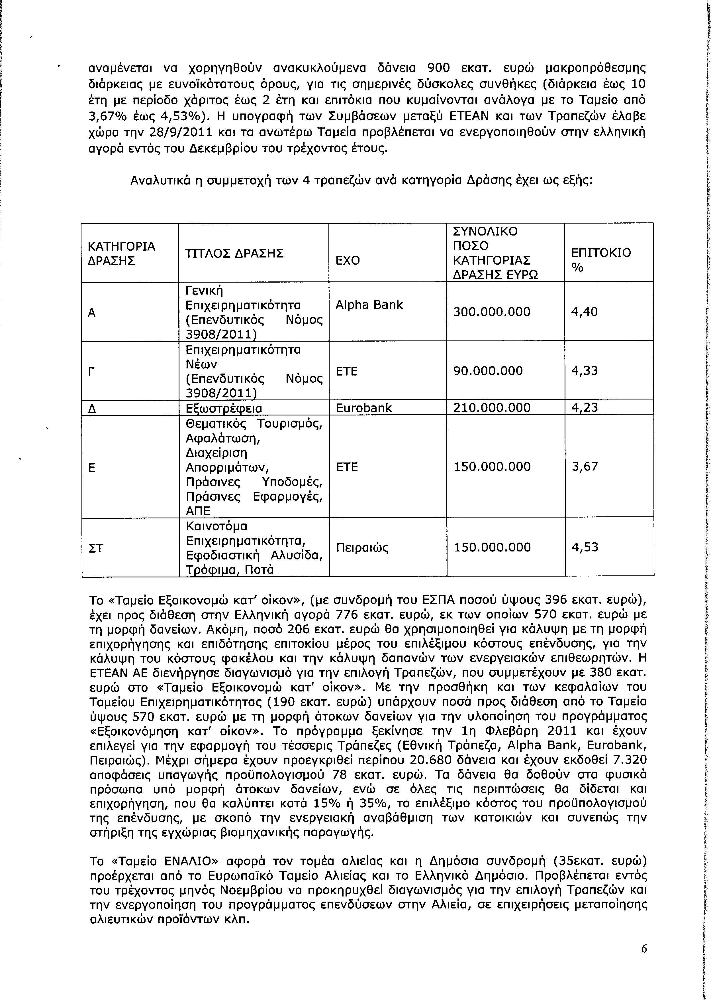 αναμένεται να χορηγηθούν ανακυκλούμενα δάνεια 900 εκατ. ευρώ μακροπρόθεσμης
διάρκειας με ευνοϊκότατους όρους, για τις σημερινές δύσκολες συνθήκες (διάρκεια έως 10
έτη με περίοδο χάριτος έως 2 έτη και επιτόκια που κυμαίνονται ανάλογα με το Ταμείο από
3,67% έως 4,53%). Η υπογραφή των Συμβάσεων μεταξύ ΕΤΕΑΝ και των Τραπεζών έλαβε
χώρα την 28/9/2011 και τα ανωτέρω Ταμεία προβλέπεται να ενεργοποιηθούν στην ελληνική
αγορά εντός του Δεκεμβρίου του τρέχοντος έτους.
Αναλυτικά η συμμετοχή των 4 τραπεζών ανά κατηγορία Δράσης έχει ως εξής:
ΚΑΤΗΓΟΡΙΑ
ΔΡΑΣΗΣ
ΤΙΤΛΟΣ ΔΡΑΣΗΣ
ΕΧΟ
ΣΥΝΟΛΙΚΟ
ΠΟΣΟ
ΚΑΤΗΓΟΡΙΑΣ
ΔΡΑΣΗΣ ΕΥΡΩ
ΕΠΙΤΟΚΙΟ
%
Α
Γενική
Επιχειρηματικότητα
(Επενδυτικός Νόμος
3908/2011)
Alpha Bank
300.000.000
4,40
Γ
Επιχειρηματικότητα
Νέων
(Επενδυτικός Νόμος
3908/2011)
ΕΤΕ
90.000.000
4,33
Δ
Εξωστρέφεια
Eurobank
210.000.000
4,23
Ε
Θεματικός Τουρισμός,
Αφαλάτωση,
Διαχείριση
Απορριμάτων,
Πράσινες Υποδομές,
Πράσινες Εφαρμογές,
ΑΠΕ
ΕΤΕ
150.000.000
3,67
ΣΤ
Καινοτόμα
Επιχειρηματικότητα,
Εφοδιαστική Αλυσίδα,
Τρόφιμα, Ποτά
Πειραιώς
150.000.000
4,53
Το «Ταμείο Εξοικονομώ κατ' οίκον», (με συνδρομή του ΕΣΠΑ ποσού ύψους 396 εκατ. ευρώ),
έχει προς διάθεση στην Ελληνική αγορά 776 εκατ. ευρώ, εκ των οποίων 570 εκατ. ευρώ με
τη μορφή δανείων. Ακόμη, ποσό 206 εκατ. ευρώ θα χρησιμοποιηθεί για κάλυψη με τη μορφή
επιχορήγησης και επιδότησης επιτοκίου μέρος του επιλέξιμου κόστους επένδυσης, για την
κάλυψη του κόστους φακέλου και την κάλυψη δαπανών των ενεργειακών επιθεωρητών. Η
ΕΤΕΑΝ ΑΕ διενήργησε διαγωνισμό για την επιλογή Τραπεζών, που συμμετέχουν με 380 εκατ.
ευρώ στο «Ταμείο Εξοικονομώ κατ' οίκον». Με την προσθήκη και των κεφαλαίων του
Ταμείου Επιχειρηματικότητας (190 εκατ. ευρώ) υπάρχουν ποσά προς διάθεση από το Ταμείο
ύψους 570 εκατ. ευρώ με τη μορφή άτοκων δανείων για την υλοποίηση του προγράμματος
«Εξοικονόμηση κατ' οίκον». Το πρόγραμμα ξεκίνησε την 1η Φλεβάρη 2011 και έχουν
επιλεγεί για την εφαρμογή του τέσσερις Τράπεζες (Εθνική Τράπεζα, Alpha Bank, Eurobank,
Πειραιώς). Μέχρι σήμερα έχουν προεγκριθεί περίπου 20.680 δάνεια και έχουν εκδοθεί 7.320
αποφάσεις υπαγωγής προϋπολογισμού 78 εκατ. ευρώ. Τα δάνεια θα δοθούν στα φυσικά
πρόσωπα υπό μορφή άτοκων δανείων, ενώ σε όλες τις περιπτώσεις θα δίδεται και
επιχορήγηση, που θα καλύπτει κατά 15% ή 35%, το επιλέξιμο κόστος του προϋπολογισμού
της επένδυσης, με σκοπό την ενεργειακή αναβάθμιση των κατοικιών και συνεπώς την
στήριξη της εγχώριας βιομηχανικής παραγωγής.
Το «Ταμείο ΕΝΑΛΙΟ» αφορά τον τομέα αλιείας και η Δημόσια συνδρομή (35εκατ. ευρώ)
προέρχεται από το Ευρωπαϊκό Ταμείο Αλιείας και το Ελληνικό Δημόσιο. Προβλέπεται εντός
του τρέχοντος μηνός Νοεμβρίου να προκηρυχθεί διαγωνισμός για την επιλογή Τραπεζών και
την ενεργοποίηση του προγράμματος επενδύσεων στην Αλιεία, σε επιχειρήσεις μεταποίησης
αλιευτικών προϊόντων κλπ.
6